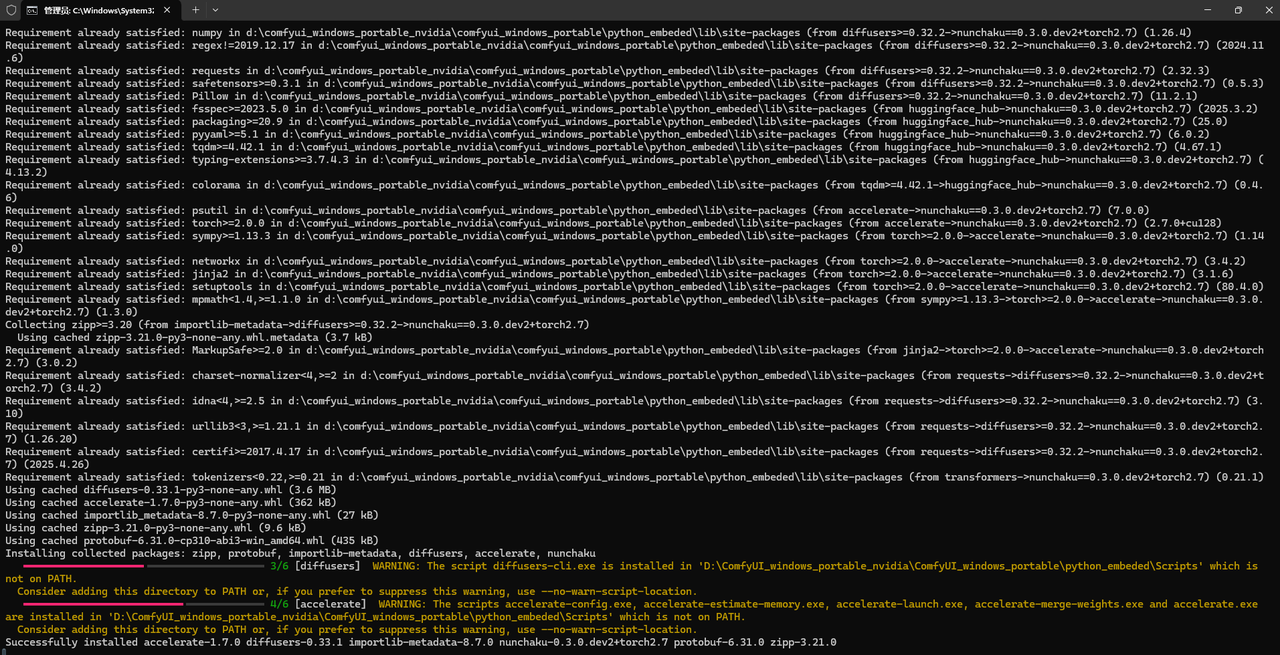 管理员: C:\Windows\System32
Requirement already satisfied: numpy in d:\comfyui_windows_portable_nvidia\comfyui_windows_portable\python_embeded\lib\site-packages (from diffusers>=0.32.2->nunchaku==0.3.0.dev2+torch2.7) (1.26.4)
Requirement already satisfied: regex!=2019.12.17 in d:\comfyui_windows_portable_nvidia\comfyui_windows_portable\python_embeded\lib\site-packages (from diffusers>=0.32.2->nunchaku==0.3.0.dev2+torch2.7) (2024.11
.6)
Requirement already satisfied: requests in d:\comfyui_windows_portable_nvidia\comfyui_windows_portable\python_embeded\lib\site-packages (from diffusers>=0.32.2->nunchaku==0.3.0.dev2+torch2.7) (2.32.3)
Requirement already satisfied: safetensors>=0.3.1 in d:\comfyui_windows_portable_nvidia\comfyui_windows_portable\python_embeded\lib\site-packages (from diffusers>=0.32.2->nunchaku==0.3.0.dev2+torch2.7) (0.5.3)
Requirement already satisfied: Pillow in d:\comfyui_windows_portable_nvidia\comfyui_windows_portable\python_embeded\lib\site-packages (from diffusers>=0.32.2->nunchaku==0.3.0.dev2+torch2.7) (11.2.1)
Requirement already satisfied: fsspec>=2023.5.0 in d:\comfyui_windows_portable_nvidia\comfyui_windows_portable\python_embeded\lib\site-packages (from huggingface_hub->nunchaku==0.3.0.dev2+torch2.7) (2025.3.2)
Requirement already satisfied: packaging>=20.9 in d:\comfyui_windows_portable_nvidia\comfyui_windows_portable\python_embeded\lib\site-packages (from huggingface_hub->nunchaku==0.3.0.dev2+torch2.7) (25.0)
Requirement already satisfied: pyyaml>=5.1 in d:\comfyui_windows_portable_nvidia\comfyui_windows_portable\python_embeded\lib\site-packages (from huggingface_hub->nunchaku==0.3.0.dev2+torch2.7) (6.0.2)
Requirement already satisfied: tqdm>=4.42.1 in d:\comfyui_windows_portable_nvidia\comfyui_windows_portable\python_embeded\lib\site-packages (from huggingface_hub->nunchaku==0.3.0.dev2+torch2.7) (4.67.1)
Requirement already satisfied: typing-extensions>=3.7.4.3 in d:\comfyui_windows_portable_nvidia\comfyui_windows_portable\python_embeded\lib\site-packages (from huggingface_hub->nunchaku==0.3.0.dev2+torch2.7) (
4.13.2)
Requirement already satisfied: colorama in d:\comfyui_windows_portable_nvidia\comfyui_windows_portable\python_embeded\lib\site-packages (from tqdm>=4.42.1->huggingface_hub->nunchaku==0.3.0.dev2+torch2.7) (0.4.
6)
Requirement already satisfied: psutil in d:\comfyui_windows_portable_nvidia\comfyui_windows_portable\python_embeded\lib\site-packages (from accelerate->nunchaku==0.3.0.dev2+torch2.7) (7.0.0)
Requirement already satisfied: torch>=2.0.0 in d:\comfyui_windows_portable_nvidia\comfyui_windows_portable\python_embeded\lib\site-packages (from accelerate->nunchaku==0.3.0.dev2+torch2.7) (2.7.0+cu128)
Requirement already satisfied: sympy>=1.13.3 in d:\comfyui_windows_portable_nvidia\comfyui_windows_portable\python_embeded\lib\site-packages (from torch>=2.0.0->accelerate->nunchaku==0.3.0.dev2+torch2.7) (1.14
.0)
Requirement already satisfied: networkx in d:\comfyui_windows_portable_nvidia\comfyui_windows_portable\python_embeded\lib\site-packages (from torch>=2.0.0->accelerate->nunchaku==0.3.0.dev2+torch2.7) (3.4.2)
Requirement already satisfied: jinja2 in d:\comfyui_windows_portable_nvidia\comfyui_windows_portable\python_embeded\lib\site-packages (from torch>=2.0.0->accelerate->nunchaku==0.3.0.dev2+torch2.7) (3.1.6)
Requirement already satisfied: setuptools in d:\comfyui_windows_portable_nvidia\comfyui_windows_portable\python_embeded\lib\site-packages (from torch>=2.0.0->accelerate->nunchaku==0.3.0.dev2+torch2.7) (80.4.0)
Requirement already satisfied: mpmath<1.4,>=1.1.0 in d:\comfyui_windows_portable_nvidia\comfyui_windows_portable\python_embeded\lib\site-packages (from sympy>=1.13.3->torch>=2.0.0->accelerate->nunchaku==0.3.0.
dev2+torch2.7) (1.3.0)
Collecting zipp>=3.20 (from importlib-metadata->diffusers>=0.32.2->nunchaku==0.3.0.dev2+torch2.7)
Using cached zipp-3.21.0-py3-none-any.whl.metadata (3.7 kB)
Requirement already satisfied: MarkupSafe>=2.0 in d:\comfyui_windows_portable_nvidia\comfyui_windows_portable\python_embeded\lib\site-packages (from jinja2->torch>=2.0.0->accelerate->nunchaku==0.3.0.dev2+torch
2.7) (3.0.2)
Requirement already satisfied: charset-normalizer<4,>=2 in d:\comfyui_windows_portable_nvidia\comfyui_windows_portable\python_embeded\lib\site-packages (from requests->diffusers>=0.32.2->nunchaku==0.3.0.dev2+t
orch2.7) (3.4.2)
Requirement already satisfied: idna<4,>=2.5 in d:\comfyui_windows_portable_nvidia\comfyui_windows_portable\python_embeded\lib\site-packages (from requests->diffusers>=0.32.2->nunchaku==0.3.0.dev2+torch2.7) (3.
10)
Requirement already satisfied: urllib3<3,>=1.21.1 in d:\comfyui_windows_portable_nvidia\comfyui_windows_portable\python_embeded\lib\site-packages (from requests->diffusers>=0.32.2->nunchaku==0.3.0.dev2+torch2.
7) (1.26.20)
Requirement already satisfied: certifi>=2017.4.17 in d:\comfyui_windows_portable_nvidia\comfyui_windows_portable\python_embeded\lib\site-packages (from requests->diffusers>=0.32.2->nunchaku==0.3.0.dev2+torch2.
7) (2025.4.26)
Requirement already satisfied: tokenizers<0.22,>=0.21 in d:\comfyui_windows_portable_nvidia\comfyui_windows_portable\python_embeded\lib\site-packages (from transformers->nunchaku==0.3.0.dev2+torch2.7) (0.21.1)
Using cached diffusers-0.33.1-py3-none-any.whl (3.6 MB)
Using cached accelerate-1.7.0-py3-none-any.whl (362 kB)
Using cached importlib_metadata-8.7.0-py3-none-any.whl (27 kB)
Using cached zipp-3.21.0-py3-none-any.whl (9.6 kB)
Using cached protobuf-6.31.0-cp310-abi3-win_amd64.whl (435 kB)
Installing collected packages: zipp, protobuf, importlib-metadata, diffusers, accelerate, nunchaku
3/6 [diffusers] WARNING: The script diffusers-cli.exe is installed in 'D:\ComfyUI_windows_portable_nvidia\ComfyUI_windows_portable\python_embeded\Scripts' which is
not on PATH.
Consider adding this directory to PATH or, if you prefer to suppress this warning, use --no-warn-script-location.
4/6 [accelerate] WARNING: The scripts accelerate-config.exe, accelerate-estimate-memory.exe, accelerate-launch.exe, accelerate-merge-weights.exe and accelerate.exe
are installed in 'D:\ComfyUI_windows_portable_nvidia\ComfyUI_windows_portable\python_embeded\Scripts' which is not on PATH.
Consider adding this directory to PATH or, if you prefer to suppress this warning, use --no-warn-script-location.
Successfully installed accelerate-1.7.0 diffusers-0.33.1 importlib-metadata-8.7.0 nunchaku-0.3.0.dev2+torch2.7 protobuf-6.31.0 zipp-3.21.0